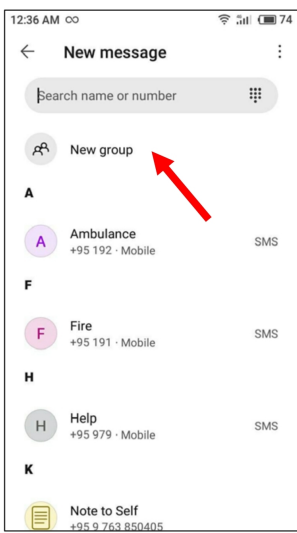 12:36 AM 74
New message
Search name or number
New group
A
A Ambulance SMS
+95 192 · Mobile
F
F Fire SMS
+95 191 · Mobile
H
H Help SMS
+95 979 · Mobile
K
Note to Self
+95 9 763 850405